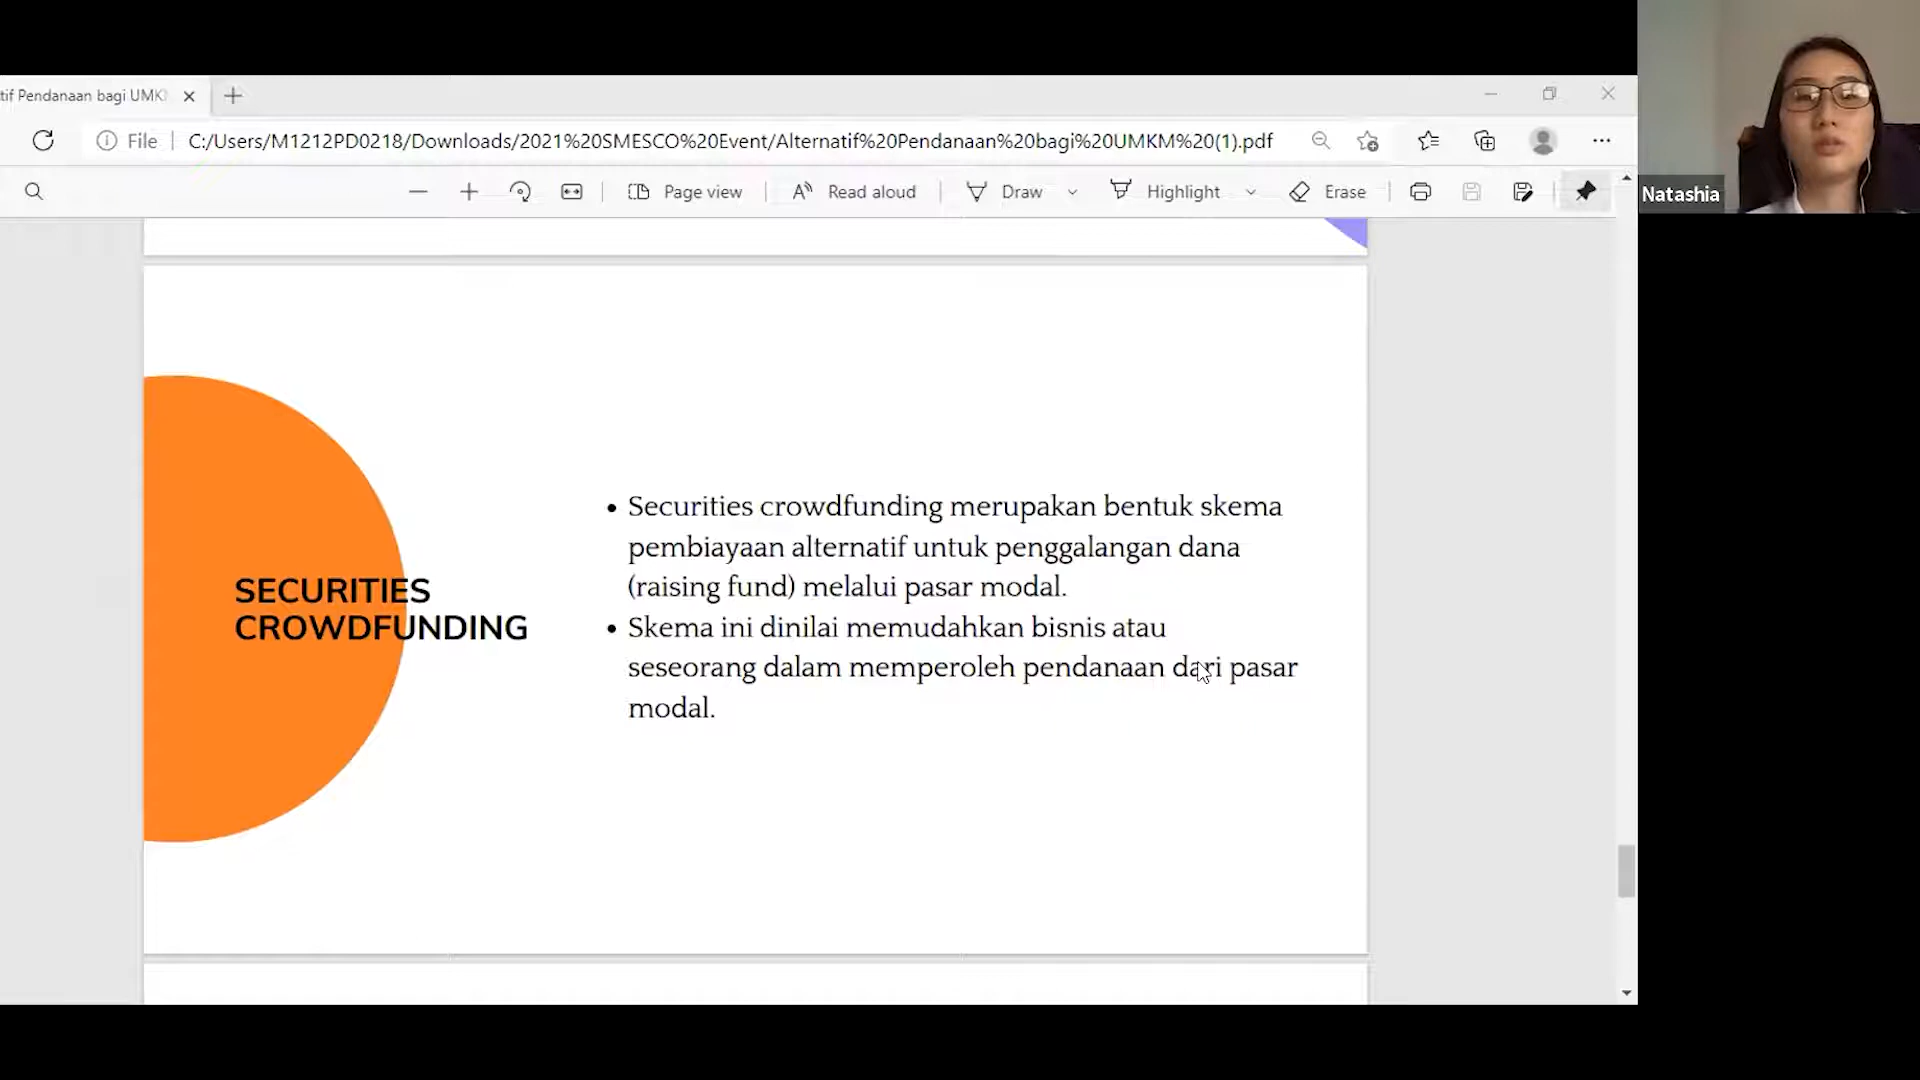 tif Pendanaan bagi UMK
File
C:/Users/M1212PD0218/Downloads/2021%20SMESCO%20Event/Alternatif%20Pendanaan%20bagi%20UMKM%20(1).pdf
Page view
Read aloud
Draw
Highlight
Erase
Natashia
SECURITIES
CROWDFUNDING
• Securities crowdfunding merupakan bentuk skema
pembiayaan alternatif untuk penggalangan dana
(raising fund) melalui pasar modal.
• Skema ini dinilai memudahkan bisnis atau
seseorang dalam memperoleh pendanaan dari pasar
modal.